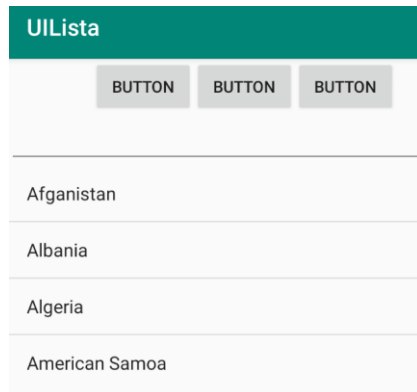 UILista
BUTTON BUTTON BUTTON
Afganistan
Albania
Algeria
American Samoa